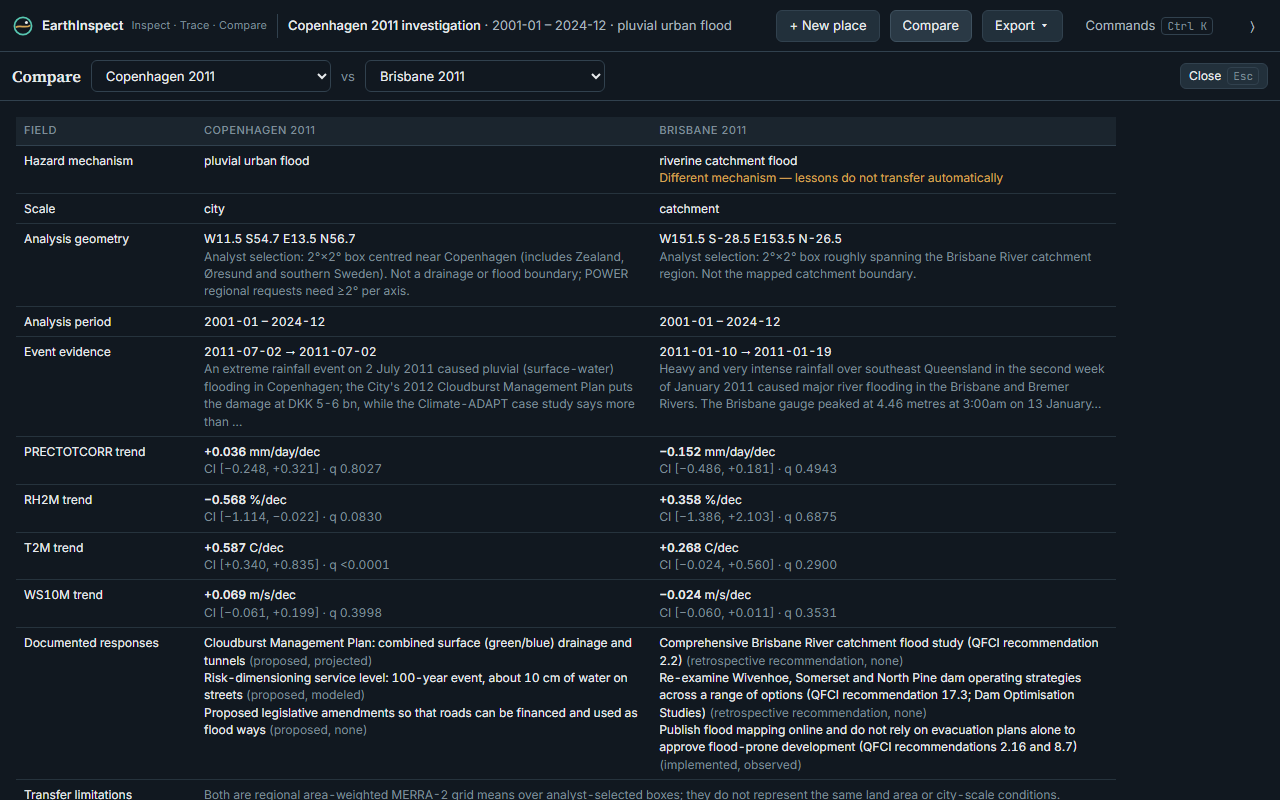 EarthInspect Inspect · Trace · Compare Copenhagen 2011 investigation · 2001-01 – 2024-12 · pluvial urban flood + New place Compare Export Commands Ctrl K
Compare Copenhagen 2011 vs Brisbane 2011 Close Esc
FIELD COPENHAGEN 2011 BRISBANE 2011
Hazard mechanism pluvial urban flood riverine catchment flood
Different mechanism — lessons do not transfer automatically
Scale city catchment
Analysis geometry W11.5 S54.7 E13.5 N56.7 W151.5 S-28.5 E153.5 N-26.5
Analyst selection: 2°×2° box centred near Copenhagen (includes Zealand, Analyst selection: 2°×2° box roughly spanning the Brisbane River catchment
Øresund and southern Sweden). Not a drainage or flood boundary; POWER region. Not the mapped catchment boundary.
regional requests need ≥2° per axis.
Analysis period 2001-01 – 2024-12 2001-01 – 2024-12
Event evidence 2011-07-02 → 2011-07-02 2011-01-10 → 2011-01-19
An extreme rainfall event on 2 July 2011 caused pluvial (surface-water) Heavy and very intense rainfall over southeast Queensland in the second week
flooding in Copenhagen; the City's 2012 Cloudburst Management Plan puts of January 2011 caused major river flooding in the Brisbane and Bremer
the damage at DKK 5-6 bn, while the Climate-ADAPT case study says more Rivers. The Brisbane gauge peaked at 4.46 metres at 3:00am on 13 January…
than …
PRECTOTCORR trend +0.036 mm/day/dec −0.152 mm/day/dec
CI [−0.248, +0.321] · q 0.8027 CI [−0.486, +0.181] · q 0.4943
RH2M trend −0.568 %/dec +0.358 %/dec
CI [−1.114, −0.022] · q 0.0830 CI [−1.386, +2.103] · q 0.6875
T2M trend +0.587 C/dec +0.268 C/dec
CI [+0.340, +0.835] · q <0.0001 CI [−0.024, +0.560] · q 0.2900
WS10M trend +0.069 m/s/dec −0.024 m/s/dec
CI [−0.061, +0.199] · q 0.3998 CI [−0.060, +0.011] · q 0.3531
Documented responses Cloudburst Management Plan: combined surface (green/blue) drainage and Comprehensive Brisbane River catchment flood study (QFCI recommendation
tunnels (proposed, projected) 2.2) (retrospective recommendation, none)
Risk-dimensioning service level: 100-year event, about 10 cm of water on Re-examine Wivenhoe, Somerset and North Pine dam operating strategies
streets (proposed, modeled) across a range of options (QFCI recommendation 17.3; Dam Optimisation
Proposed legislative amendments so that roads can be financed and used as Studies) (retrospective recommendation, none)
flood ways (proposed, none) Publish flood mapping online and do not rely on evacuation plans alone to
approve flood-prone development (QFCI recommendations 2.16 and 8.7)
(implemented, observed)
Transfer limitations Both are regional area-weighted MERRA-2 grid means over analyst-selected boxes; they do not represent the same land area or city-scale conditions.